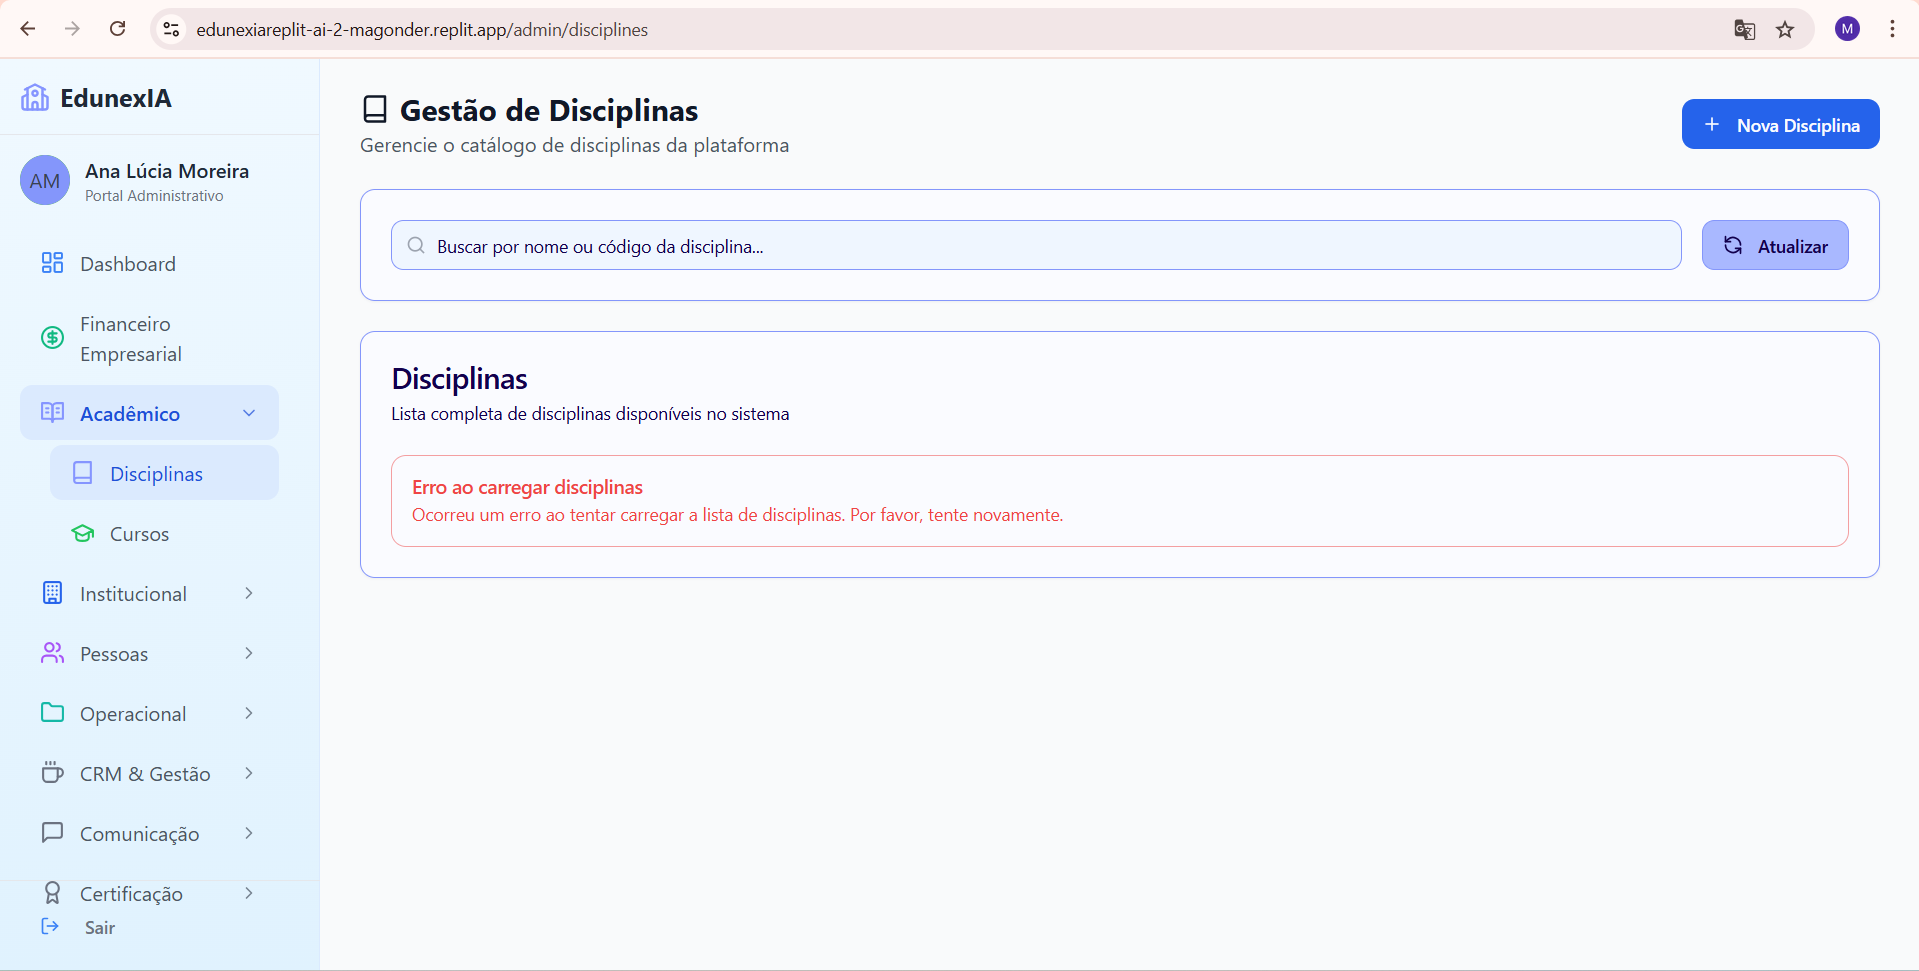 edunexiareplit-ai-2-magonder.replit.app/admin/disciplines
M
EdunexIA
AM
Ana Lúcia Moreira
Portal Administrativo
Dashboard
Financeiro
Empresarial
Acadêmico
Disciplinas
Cursos
Institucional
Pessoas
Operacional
CRM & Gestão
Comunicação
Certificação
Sair
Gestão de Disciplinas
Gerencie o catálogo de disciplinas da plataforma
+ Nova Disciplina
Buscar por nome ou código da disciplina...
Atualizar
Disciplinas
Lista completa de disciplinas disponíveis no sistema
Erro ao carregar disciplinas
Ocorreu um erro ao tentar carregar a lista de disciplinas. Por favor, tente novamente.